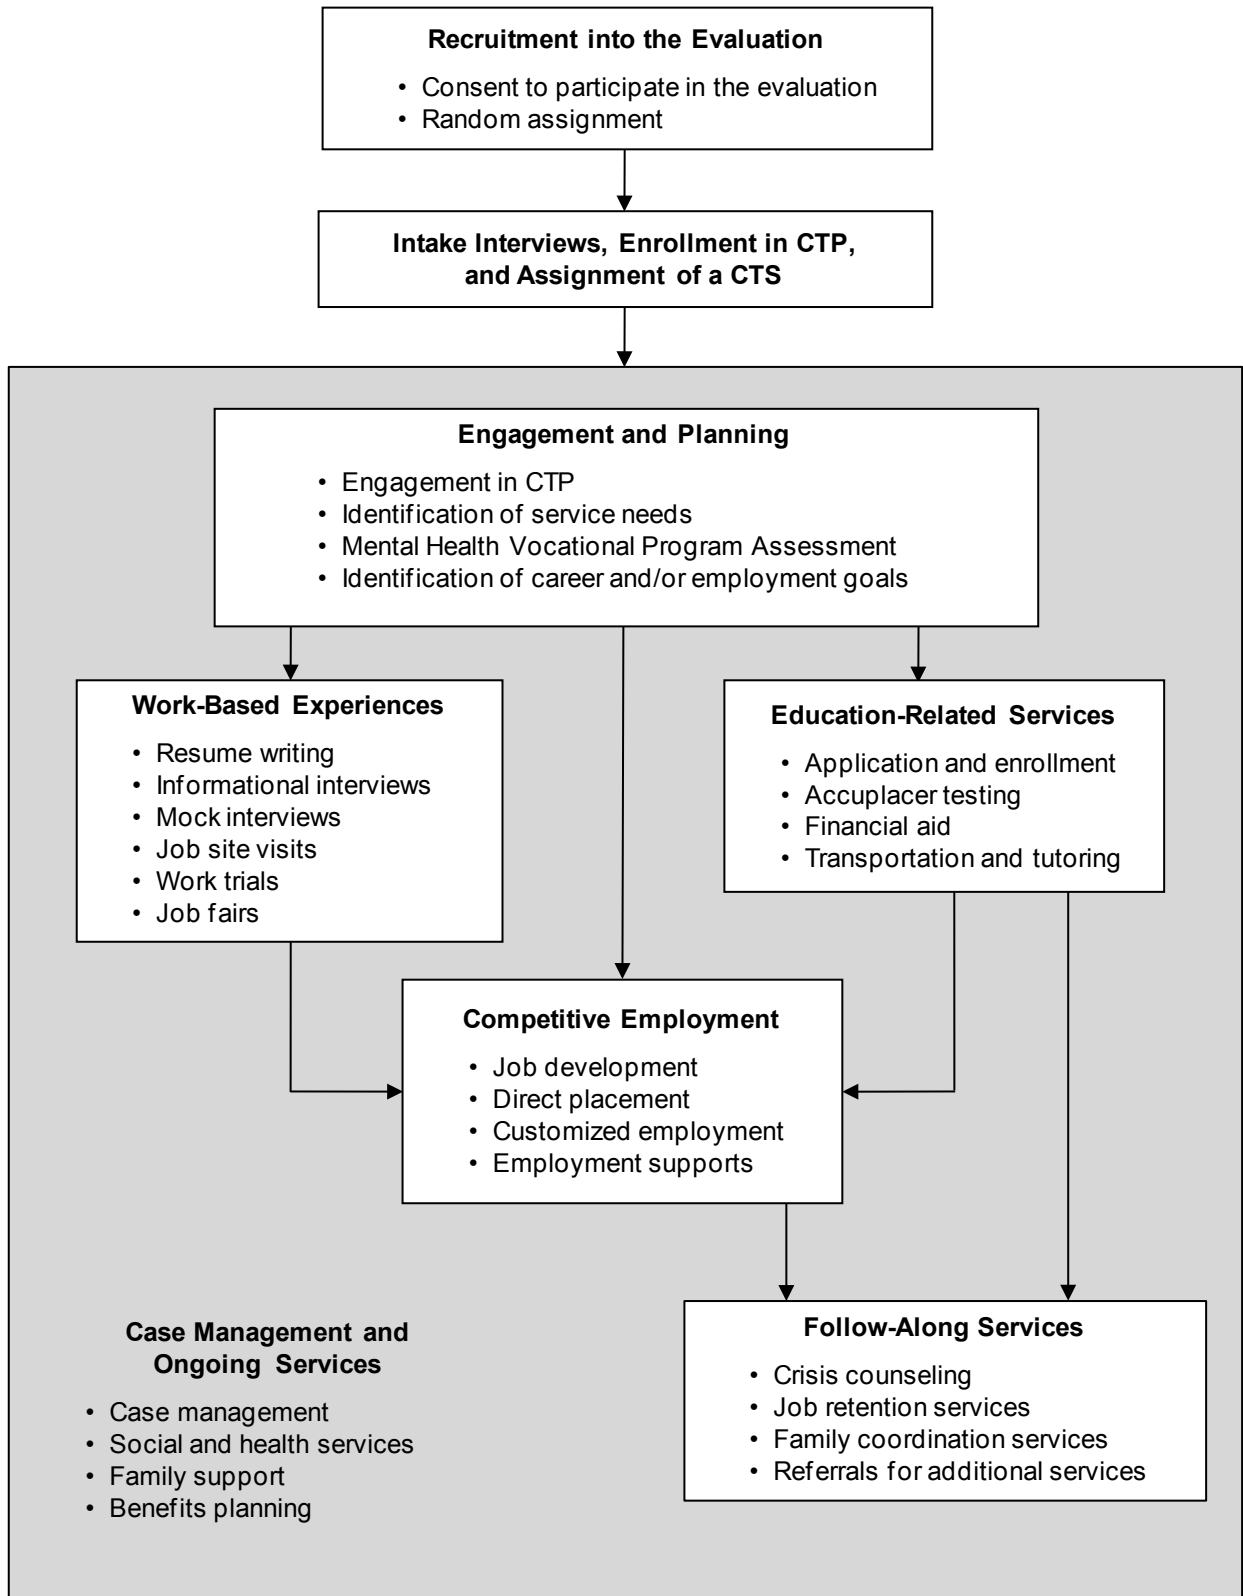 Recruitment into the Evaluation
• Consent to participate in the evaluation
• Random assignment
Intake Interviews, Enrollment in CTP,
and Assignment of a CTS
Engagement and Planning
• Engagement in CTP
• Identification of service needs
• Mental Health Vocational Program Assessment
• Identification of career and/or employment goals
Work-Based Experiences
• Resume writing
• Informational interviews
• Mock interviews
• Job site visits
• Work trials
• Job fairs
Education-Related Services
• Application and enrollment
• Accuplacer testing
• Financial aid
• Transportation and tutoring
Competitive Employment
• Job development
• Direct placement
• Customized employment
• Employment supports
Case Management and
Ongoing Services
• Case management
• Social and health services
• Family support
• Benefits planning
Follow-Along Services
• Crisis counseling
• Job retention services
• Family coordination services
• Referrals for additional services